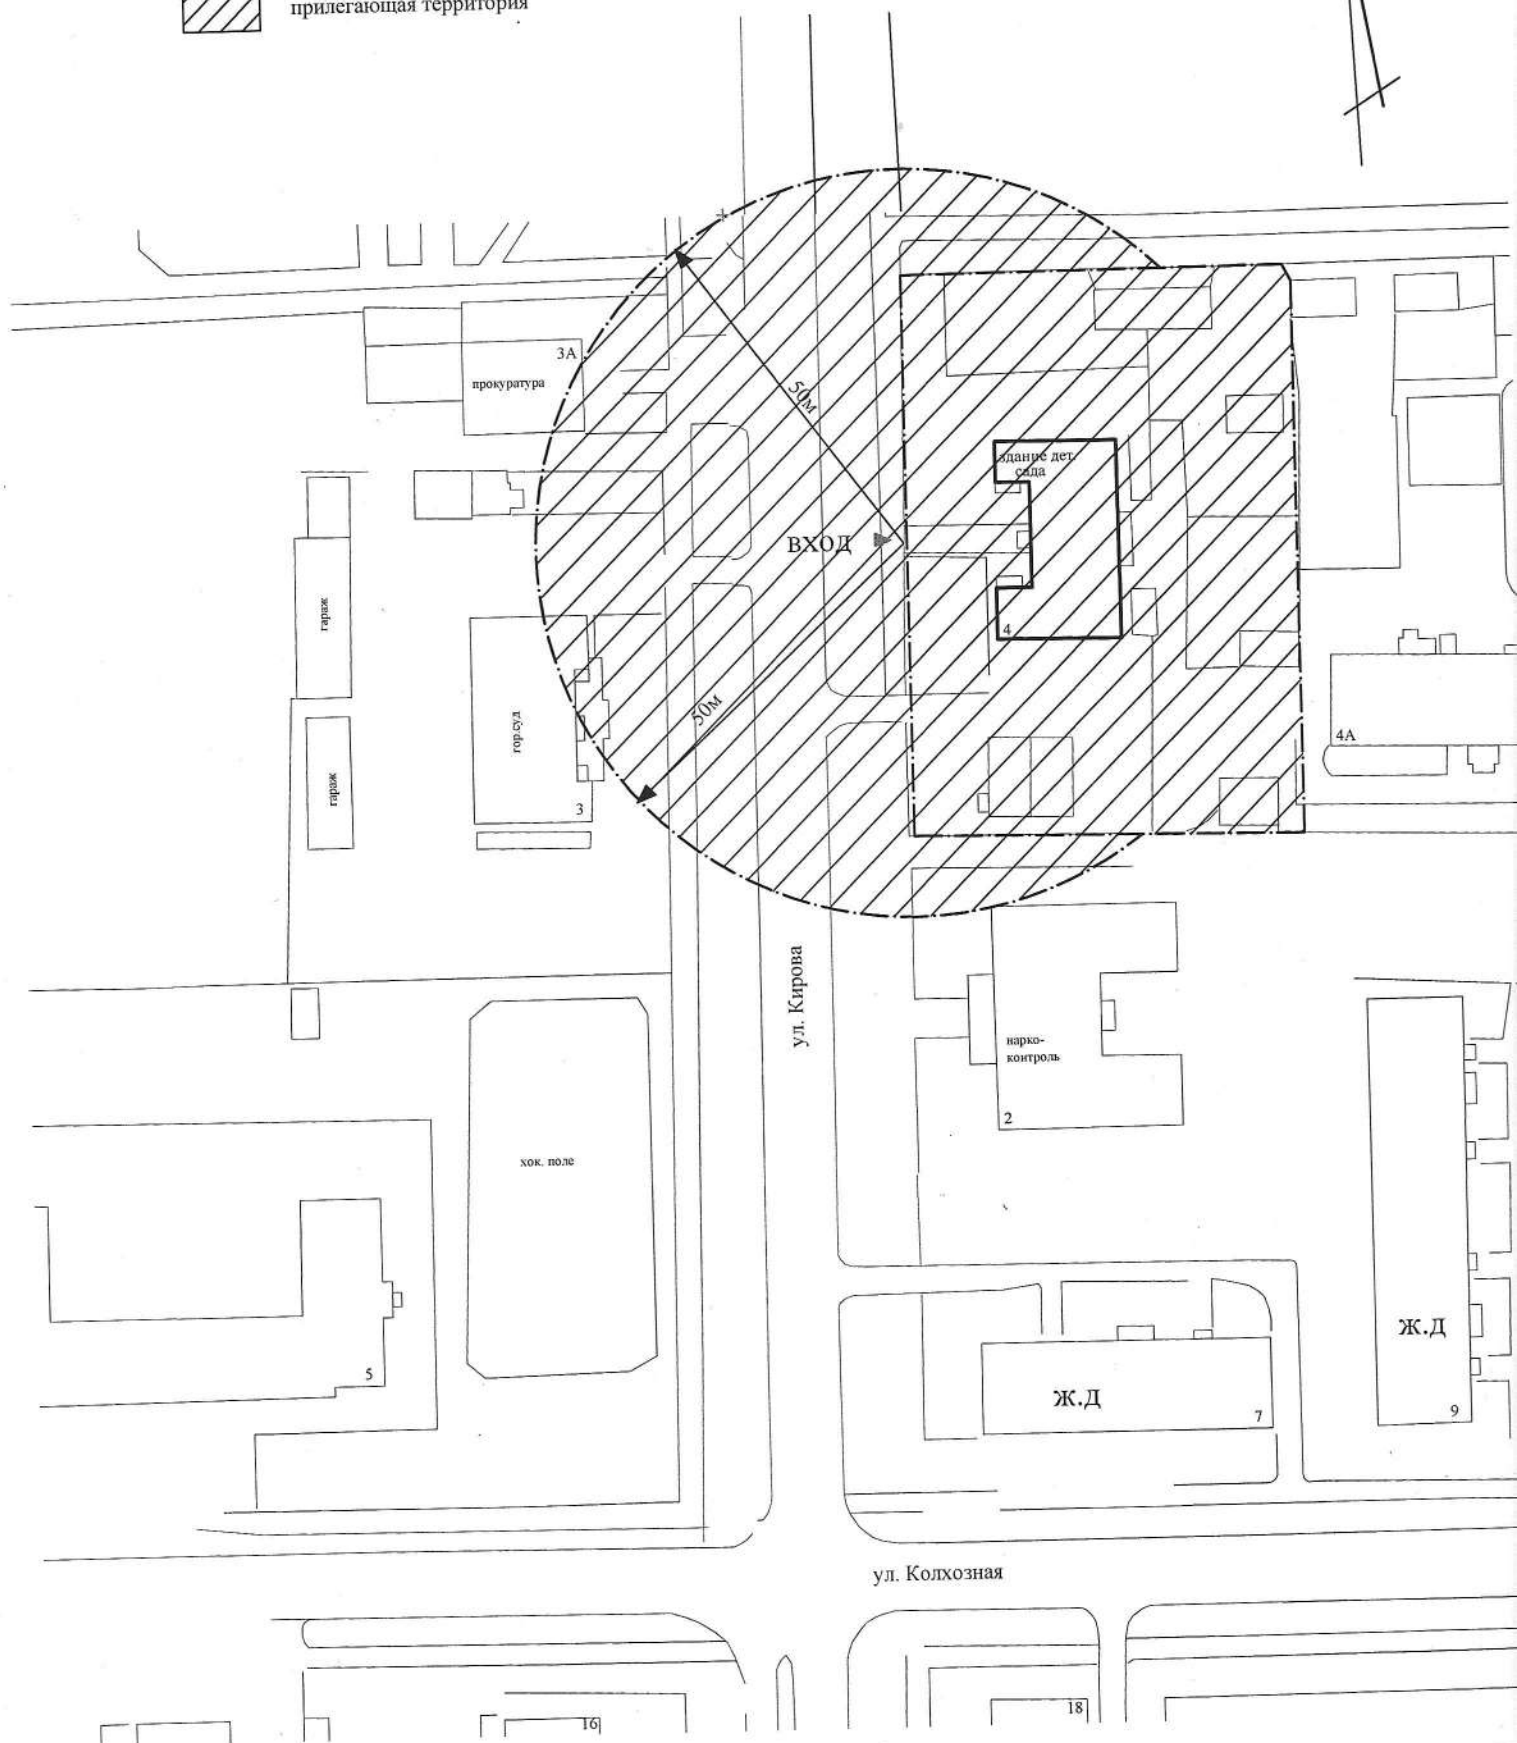 прилегающая территория
3А
прокуратура
50м
здание дет.
сада
ВХОД
гараж
4
50м
гор.суд
4А
гараж
3
ул. Кирова
нарко-
контроль
2
хок. поле
Ж.Д
5
Ж.Д
7
9
ул. Колхозная
16
18